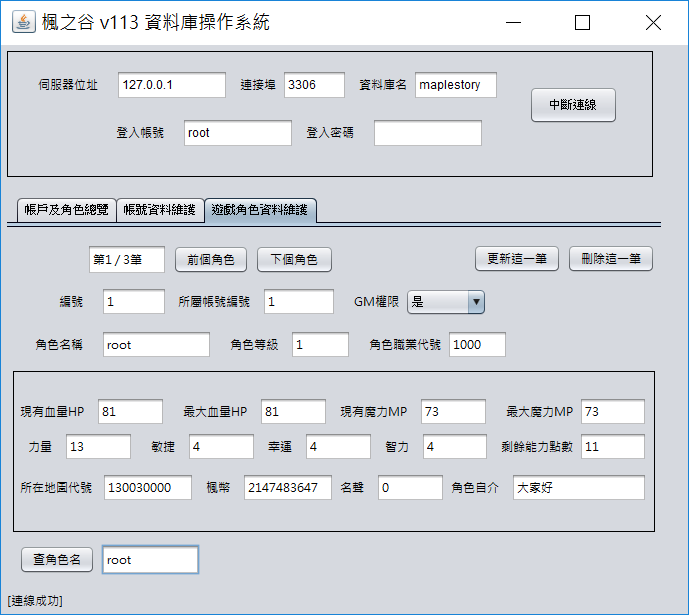 楓之谷 v113 資料庫操作系統
伺服器位址 127.0.0.1 連接埠 3306 資料庫名 maplestory 中斷連線
登入帳號 root 登入密碼
帳戶及角色總覽 帳號資料維護 遊戲角色資料維護
第1 / 3筆 前個角色 下個角色 更新這一筆 刪除這一筆
編號 1 所屬帳號編號 1 GM權限 是
角色名稱 root 角色等級 1 角色職業代號 1000
現有血量HP 81 最大血量HP 81 現有魔力MP 73 最大魔力MP 73
力量 13 敏捷 4 幸運 4 智力 4 剩餘能力點數 11
所在地圖代號 130030000 楓幣 2147483647 名聲 0 角色自介 大家好
查角色名 root
[連線成功]